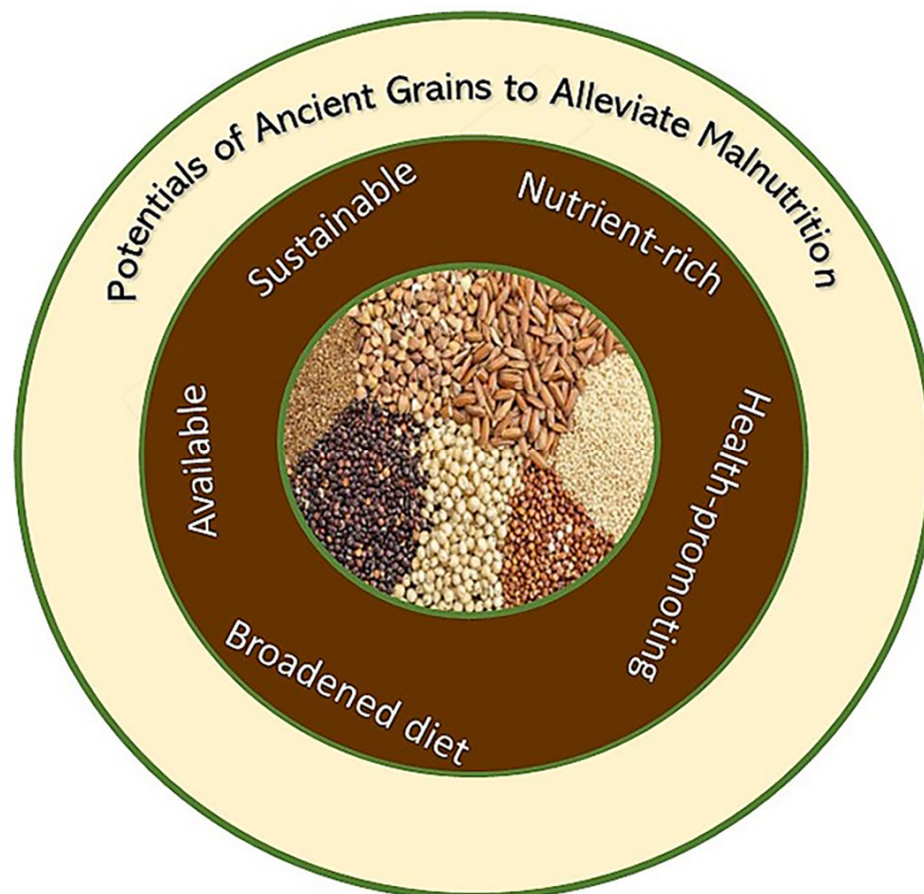 Potentials of Ancient Grains to Alleviate Malnutrition
Sustainable
Nutrient-rich
Health-promoting
Broadened diet
Available